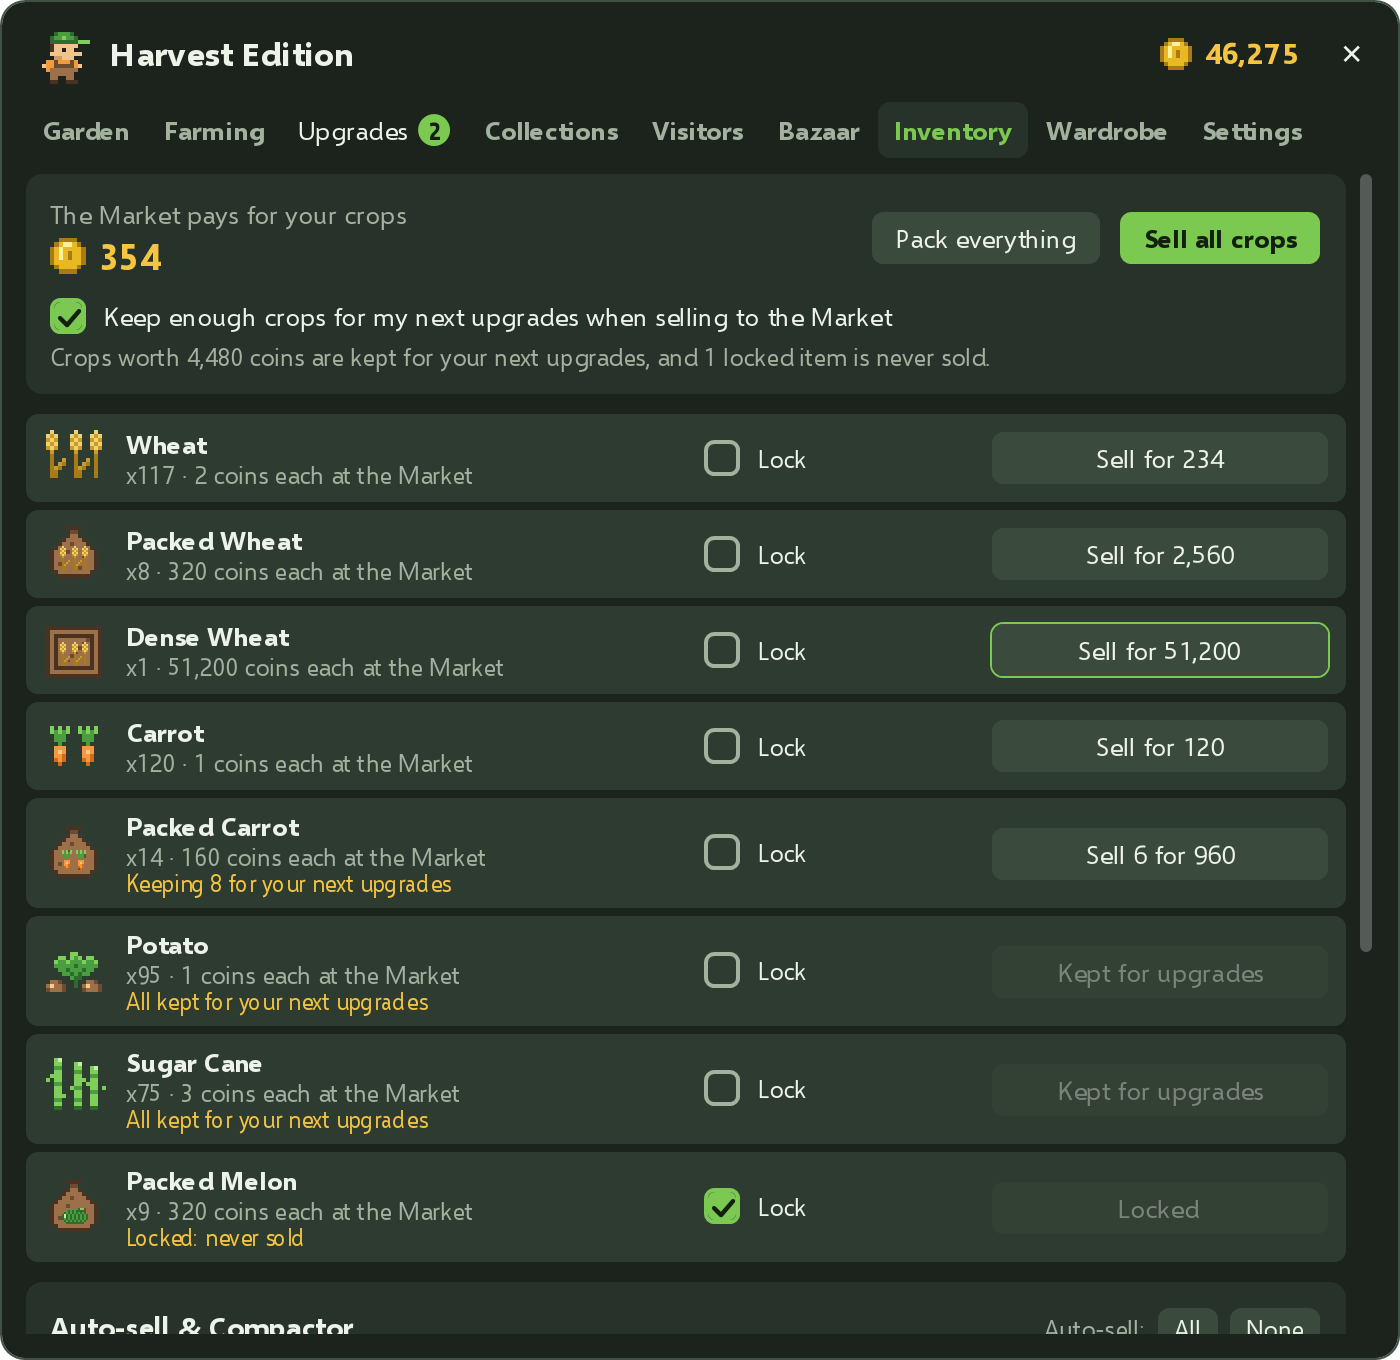 Harvest Edition
46,275
×
Garden Farming Upgrades 2 Collections Visitors Bazaar Inventory Wardrobe Settings
The Market pays for your crops
354
Pack everything
Sell all crops
Keep enough crops for my next upgrades when selling to the Market
Crops worth 4,480 coins are kept for your next upgrades, and 1 locked item is never sold.
Wheat
x117 · 2 coins each at the Market
Lock
Sell for 234
Packed Wheat
x8 · 320 coins each at the Market
Lock
Sell for 2,560
Dense Wheat
x1 · 51,200 coins each at the Market
Lock
Sell for 51,200
Carrot
x120 · 1 coins each at the Market
Lock
Sell for 120
Packed Carrot
x14 · 160 coins each at the Market
Keeping 8 for your next upgrades
Lock
Sell 6 for 960
Potato
x95 · 1 coins each at the Market
All kept for your next upgrades
Lock
Kept for upgrades
Sugar Cane
x75 · 3 coins each at the Market
All kept for your next upgrades
Lock
Kept for upgrades
Packed Melon
x9 · 320 coins each at the Market
Locked: never sold
Lock
Locked
Auto-sell & Compactor
Auto-sell: All None